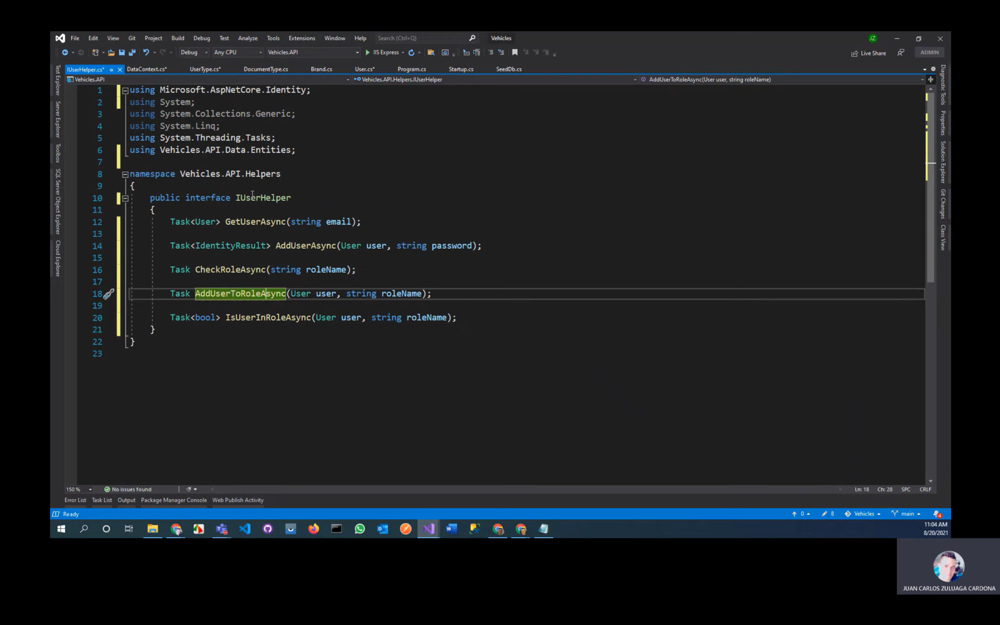 File Edit View Git Project Build Debug Test Analyze Tools Extensions Window Help Search (Ctrl+Q) Vehicles JZ
Debug Any CPU Vehicles.API IIS Express Live Share ADMIN
IUserHelper.cs* DataContext.cs* UserType.cs* DocumentType.cs Brand.cs User.cs* Program.cs Startup.cs SeedDb.cs
Vehicles.API Vehicles.API.Helpers.IUserHelper AddUserToRoleAsync(User user, string roleName)
Test Explorer
Server Explorer
Toolbox
SQL Server Object Explorer
Cloud Explorer
1 using Microsoft.AspNetCore.Identity;
2 using System;
3 using System.Collections.Generic;
4 using System.Linq;
5 using System.Threading.Tasks;
6 using Vehicles.API.Data.Entities;
7
8 namespace Vehicles.API.Helpers
9 {
10 public interface IUserHelper
11 {
12 Task<User> GetUserAsync(string email);
13
14 Task<IdentityResult> AddUserAsync(User user, string password);
15
16 Task CheckRoleAsync(string roleName);
17
18 Task AddUserToRoleAsync(User user, string roleName);
19
20 Task<bool> IsUserInRoleAsync(User user, string roleName);
21 }
22 }
23
Diagnostic Tools
Properties
Solution Explorer
Git Changes
Class View
150 % No issues found Ln: 18 Ch: 28 SPC CRLF
Error List Task List Output Package Manager Console Web Publish Activity
Ready 0 8 Vehicles main 4
11:04 AM
8/20/2021
JUAN CARLOS ZULUAGA CARDONA